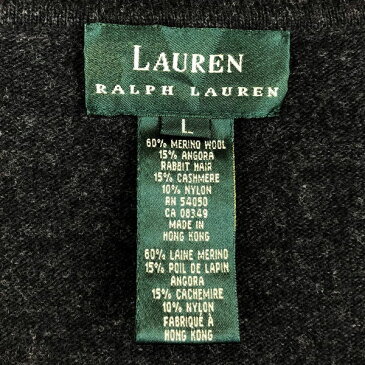 LAUREN
RALPH LAUREN
L
60% MERINO WOOL
15% ANGORA
RABBIT HAIR
15% CASHMERE
10% NYLON
RN 54050
CA 08349
MADE IN
HONG KONG
60% LAINE MERINO
15% POIL DE LAPIN
ANGORA
15% CACHEMIRE
10% NYLON
FABRIQUÉ À
HONG KONG